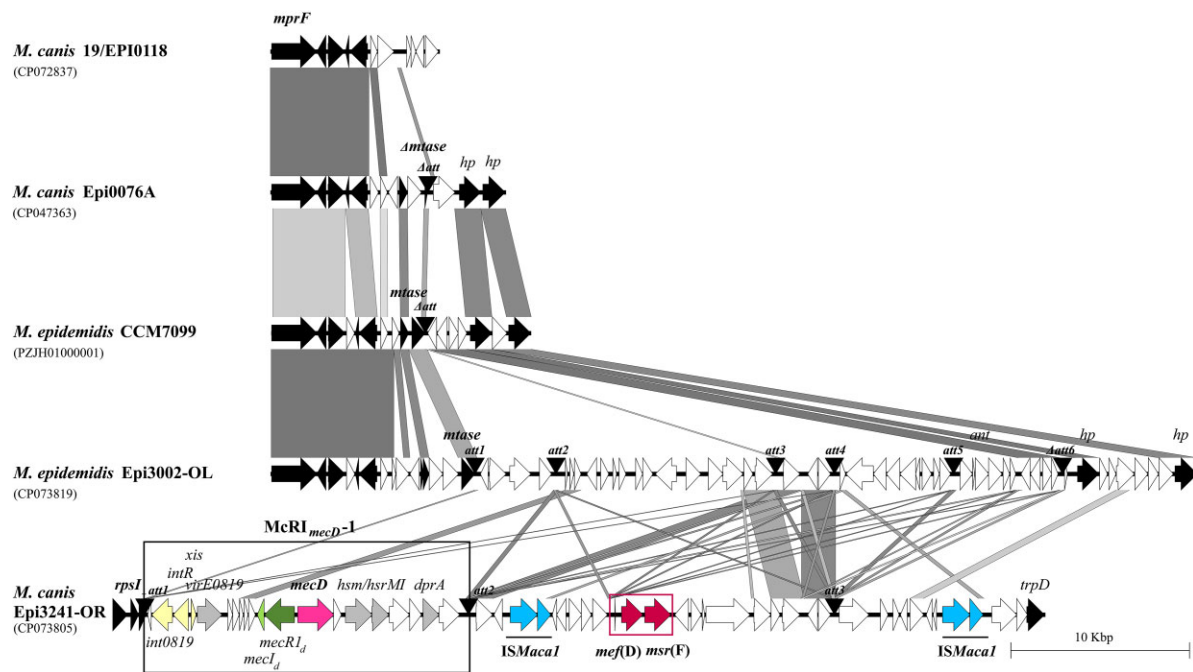 mprF
M. canis 19/EPI0118
(CP072837)
Δmtase
Δatt hp hp
M. canis Epi0076A
(CP047363)
mtase
Δatt
M. epidemidis CCM7099
(PZJH01000001)
mtase ant hp hp
att1 att2 att3 att4 att5 Δatt6
M. epidemidis Epi3002-OL
(CP073819)
McRImecD-1
xis
intR
M. canis rpsI att1 virE0819 mecD hsm/hsrMI dprA att2 att3 trpD
Epi3241-OR
(CP073805)
int0819 mecRId ISMaca1 mef(D) msr(F) ISMaca1
mecId
10 Kbp